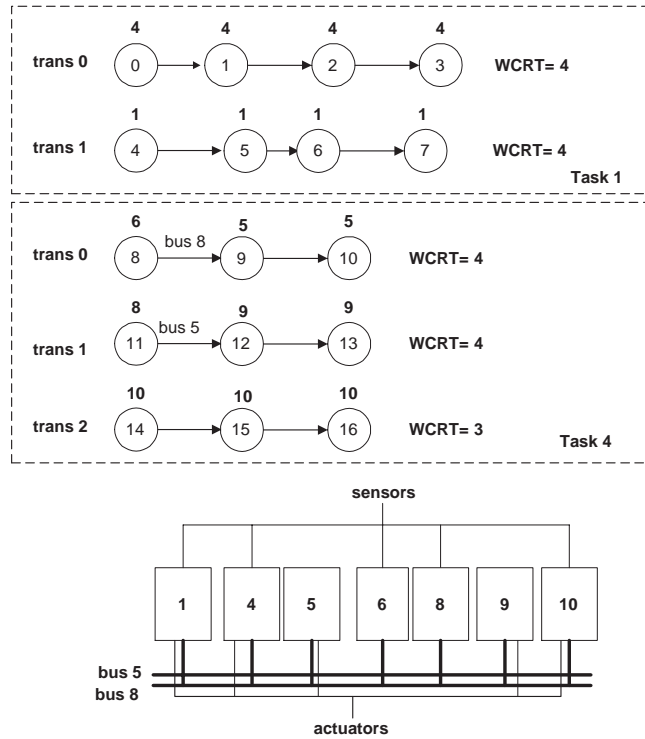 4 4 4 4
trans 0 0 1 2 3 WCRT= 4
1 1 1 1
trans 1 4 5 6 7 WCRT= 4
Task 1
6 5 5
bus 8
trans 0 8 9 10 WCRT= 4
8 9 9
bus 5
trans 1 11 12 13 WCRT= 4
10 10 10
trans 2 14 15 16 WCRT= 3
Task 4
sensors
1 4 5 6 8 9 10
bus 5
bus 8
actuators